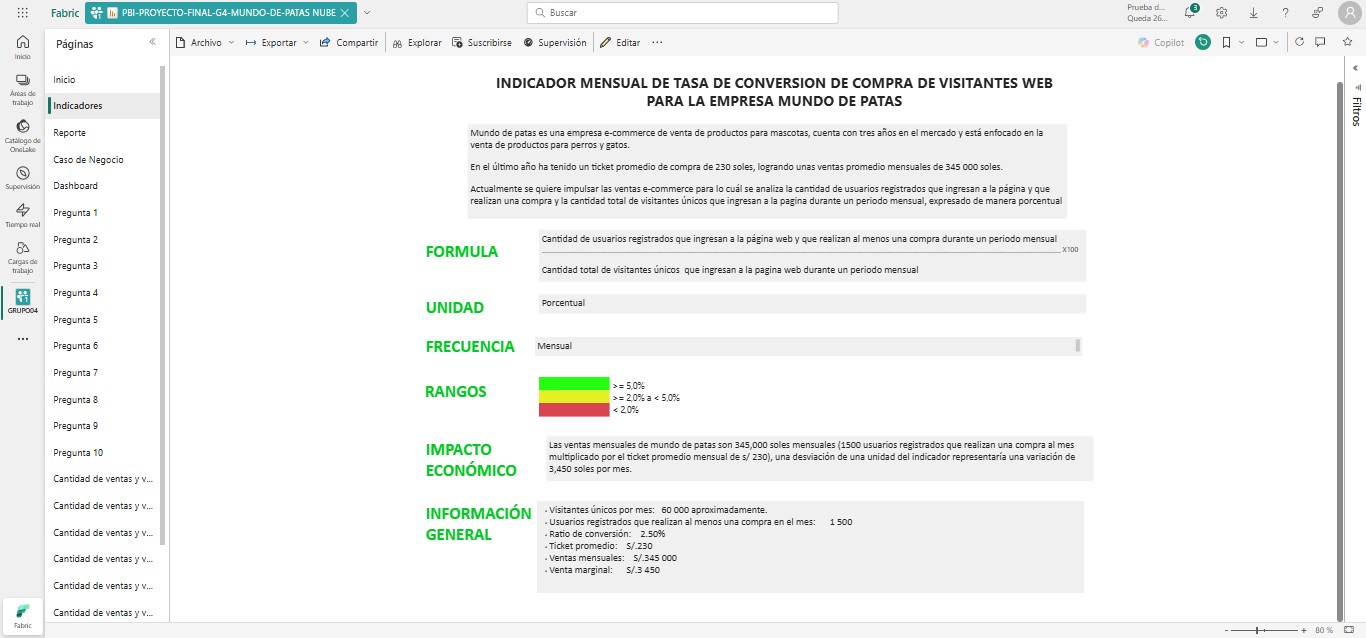 Fabric
PBI-PROYECTO-FINAL-G4-MUNDO-DE-PATAS NUBE
Buscar
Prueba d...
Queda 26...
3
Inicio
Áreas de trabajo
Catálogo de OneLake
Supervisión
Tiempo real
Cargas de trabajo
GRUPO04
Fabric
Páginas
Inicio
Indicadores
Reporte
Caso de Negocio
Dashboard
Pregunta 1
Pregunta 2
Pregunta 3
Pregunta 4
Pregunta 5
Pregunta 6
Pregunta 7
Pregunta 8
Pregunta 9
Pregunta 10
Cantidad de ventas y v...
Cantidad de ventas y v...
Cantidad de ventas y v...
Cantidad de ventas y v...
Cantidad de ventas y v...
Cantidad de ventas y v...
Archivo
Exportar
Compartir
Explorar
Suscribirse
Supervisión
Editar
Copilot
Filtros
INDICADOR MENSUAL DE TASA DE CONVERSION DE COMPRA DE VISITANTES WEB
PARA LA EMPRESA MUNDO DE PATAS
Mundo de patas es una empresa e-commerce de venta de productos para mascotas, cuenta con tres años en el mercado y está enfocado en la
venta de productos para perros y gatos.
En el último año ha tenido un ticket promedio de compra de 230 soles, logrando unas ventas promedio mensuales de 345 000 soles.
Actualmente se quiere impulsar las ventas e-commerce para lo cuál se analiza la cantidad de usuarios registrados que ingresan a la página y que
realizan una compra y la cantidad total de visitantes únicos que ingresan a la pagina durante un periodo mensual, expresado de manera porcentual
FORMULA
Cantidad de usuarios registrados que ingresan a la página web y que realizan al menos una compra durante un periodo mensual
X100
Cantidad total de visitantes únicos que ingresan a la pagina web durante un periodo mensual
UNIDAD
Porcentual
FRECUENCIA
Mensual
RANGOS
>= 5,0%
>= 2,0% a < 5,0%
< 2,0%
IMPACTO
ECONÓMICO
Las ventas mensuales de mundo de patas son 345,000 soles mensuales (1500 usuarios registrados que realizan una compra al mes
multiplicado por el ticket promedio mensual de s/ 230), una desviación de una unidad del indicador representaría una variación de
3,450 soles por mes.
INFORMACIÓN
GENERAL
· Visitantes únicos por mes: 60 000 aproximadamente.
· Usuarios registrados que realizan al menos una compra en el mes: 1 500
· Ratio de conversión: 2.50%
· Ticket promedio: S/.230
· Ventas mensuales: S/.345 000
· Venta marginal: S/.3 450
- + 80 %